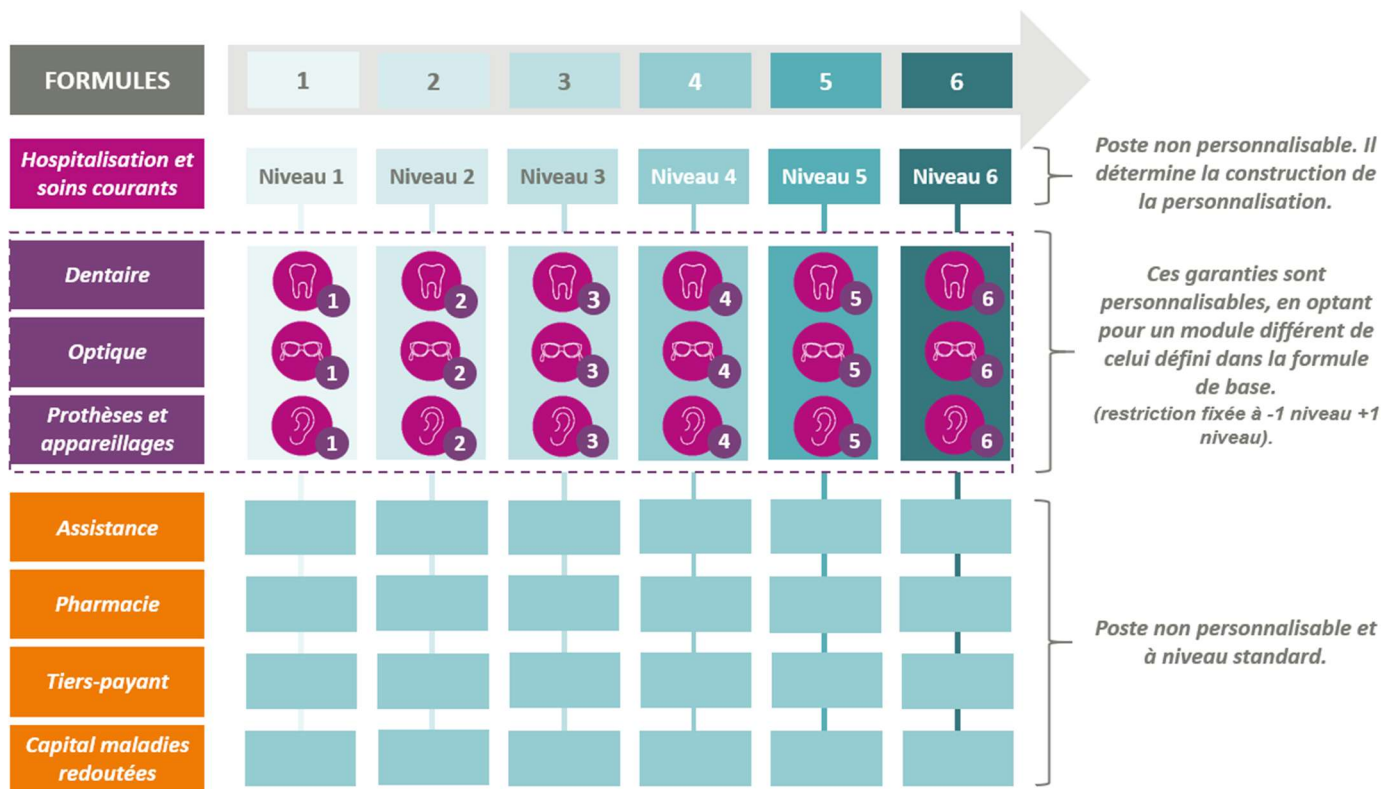 FORMULES
1
2
3
4
5
6
Hospitalisation et
soins courants
Niveau 1
Niveau 2
Niveau 3
Niveau 4
Niveau 5
Niveau 6
Poste non personnalisable. Il
détermine la construction de
la personnalisation.
Dentaire
1
2
3
4
5
6
Optique
1
2
3
4
5
6
Prothèses et
appareillages
1
2
3
4
5
6
Ces garanties sont
personnalisables, en optant
pour un module différent de
celui défini dans la formule
de base.
(restriction fixée à -1 niveau +1
niveau).
Assistance
Pharmacie
Tiers-payant
Capital maladies
redoutées
Poste non personnalisable et
à niveau standard.